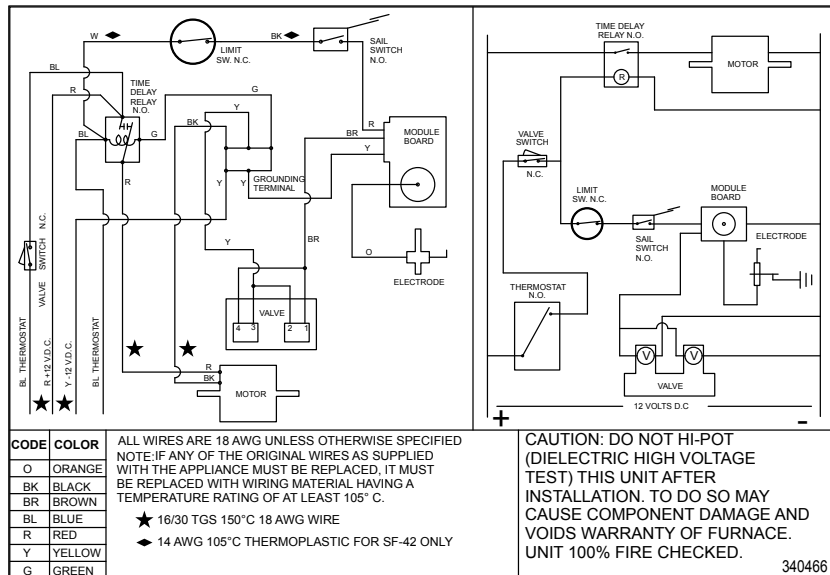 W
BK
LIMIT
SW. N.C.
SAIL
SWITCH
N.O.
BL
TIME
DELAY
RELAY
N.O.
R
G
Y
BK
BL
G
R
BR
Y
MODULE
BOARD
R
Y
Y
GROUNDING
TERMINAL
BR
Y
O
ELECTRODE
VALVE
4
3
2
1
R
BK
MOTOR
VALVE
SWITCH N.C.
BL THERMOSTAT
R +12 V.D.C.
Y -12 V.D.C.
BL THERMOSTAT
TIME DELAY
RELAY N.O.
R
MOTOR
VALVE
SWITCH
N.C.
LIMIT
SW. N.C.
SAIL
SWITCH
N.O.
MODULE
BOARD
ELECTRODE
THERMOSTAT
N.O.
V
V
VALVE
12 VOLTS D.C
+
-
CODE COLOR
O ORANGE
BK BLACK
BR BROWN
BL BLUE
R RED
Y YELLOW
G GREEN
ALL WIRES ARE 18 AWG UNLESS OTHERWISE SPECIFIED
NOTE:IF ANY OF THE ORIGINAL WIRES AS SUPPLIED
WITH THE APPLIANCE MUST BE REPLACED, IT MUST
BE REPLACED WITH WIRING MATERIAL HAVING A
TEMPERATURE RATING OF AT LEAST 105° C.
★ 16/30 TGS 150°C 18 AWG WIRE
◆ 14 AWG 105°C THERMOPLASTIC FOR SF-42 ONLY
CAUTION: DO NOT HI-POT
(DIELECTRIC HIGH VOLTAGE
TEST) THIS UNIT AFTER
INSTALLATION. TO DO SO MAY
CAUSE COMPONENT DAMAGE AND
VOIDS WARRANTY OF FURNACE.
UNIT 100% FIRE CHECKED.
340466